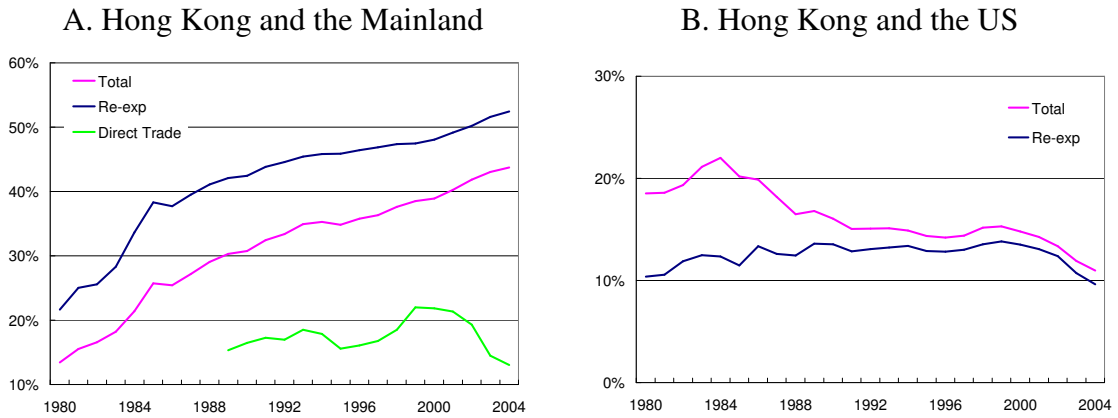 A. Hong Kong and the Mainland
60%
50%
40%
30%
20%
10%
Total
Re-exp
Direct Trade
1980 1984 1988 1992 1996 2000 2004
B. Hong Kong and the US
30%
20%
10%
0%
Total
Re-exp
1980 1984 1988 1992 1996 2000 2004